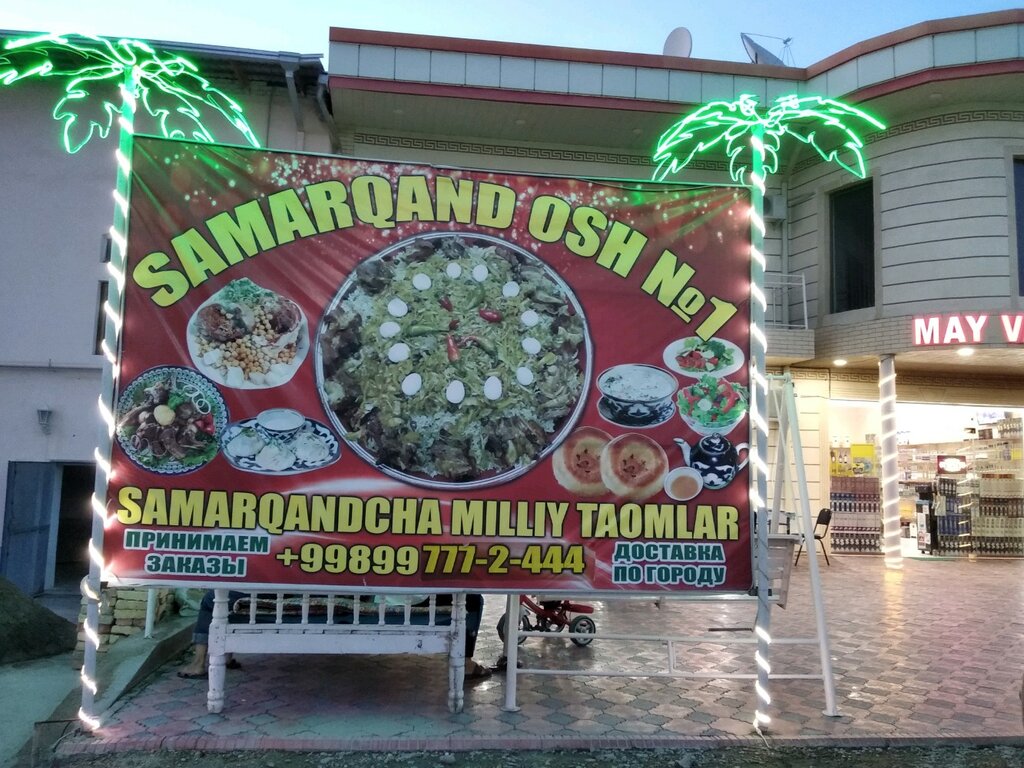 SAMARQAND OSH №1
MAY V
SAMARQANDCHA MILLIY TAOMLAR
ПРИНИМАЕМ
ЗАКАЗЫ
+99899 777-2-444
ДОСТАВКА
ПО ГОРОДУ